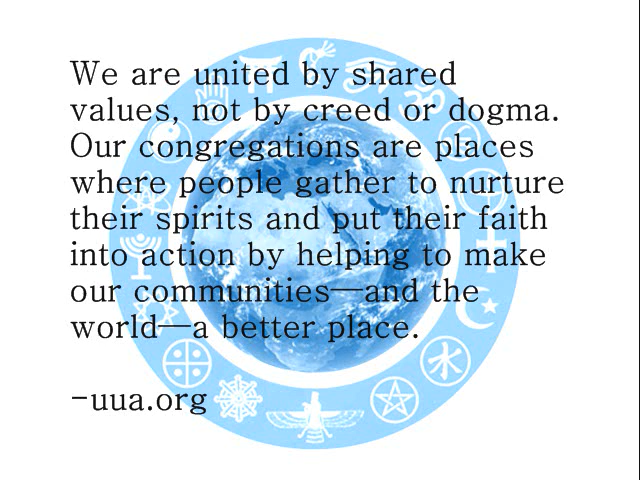 We are united by shared
values, not by creed or dogma.
Our congregations are places
where people gather to nurture
their spirits and put their faith
into action by helping to make
our communities—and the
world—a better place.
-uua.org